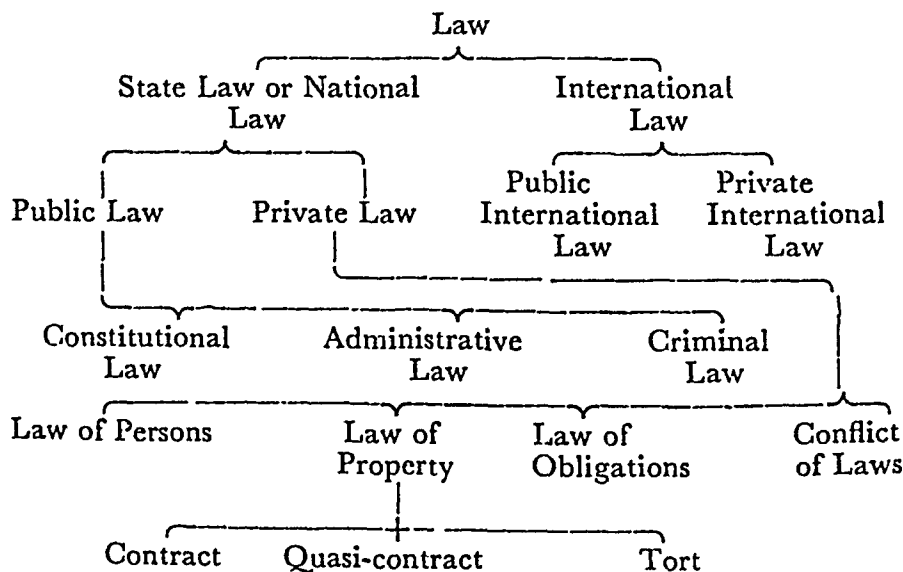 Law
State Law or National
Law
International
Law
Public Law
Private Law
Public
International
Law
Private
International
Law
Constitutional
Law
Administrative
Law
Criminal
Law
Law of Persons
Law of
Property
Law of
Obligations
Conflict
of Laws
Contract
Quasi-contract
Tort